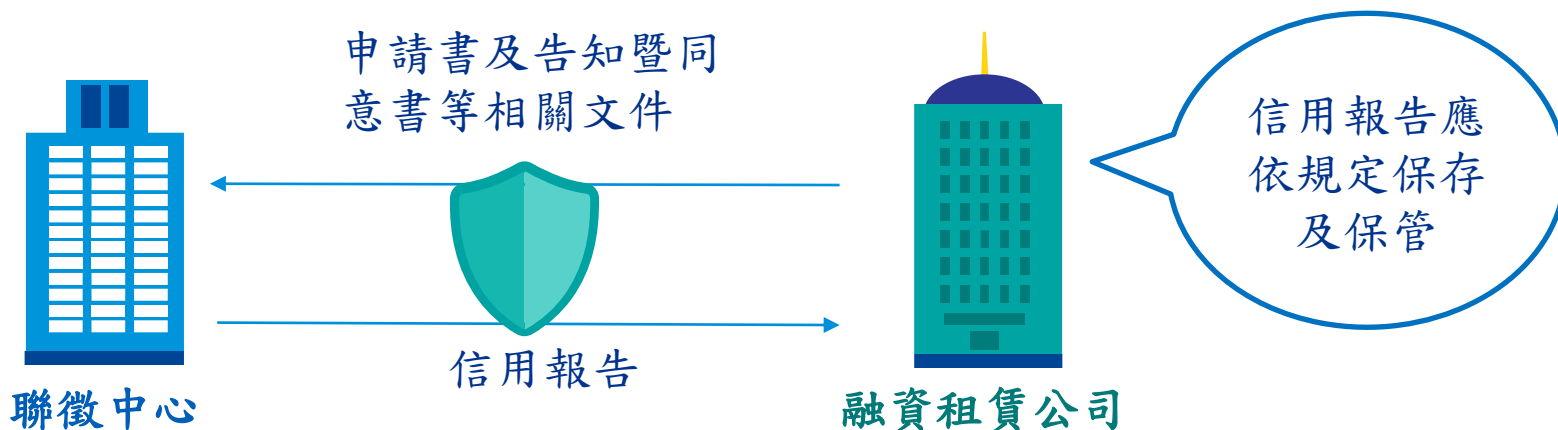 申請書及告知暨同
意書等相關文件
信用報告應
依規定保存
及保管
信用報告
聯徵中心
融資租賃公司